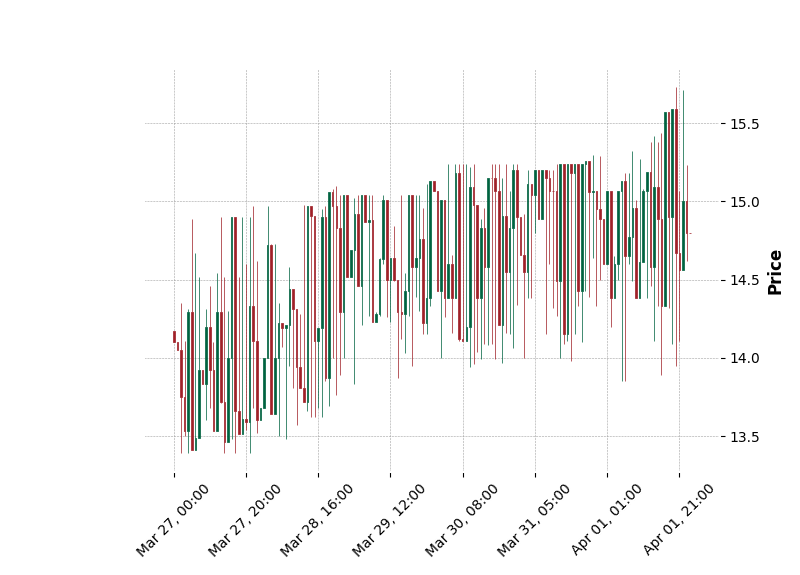 15.5
15.0
14.5
14.0
13.5
Price
Mar 27, 00:00
Mar 27, 20:00
Mar 28, 16:00
Mar 29, 12:00
Mar 30, 08:00
Mar 31, 05:00
Apr 01, 01:00
Apr 01, 21:00